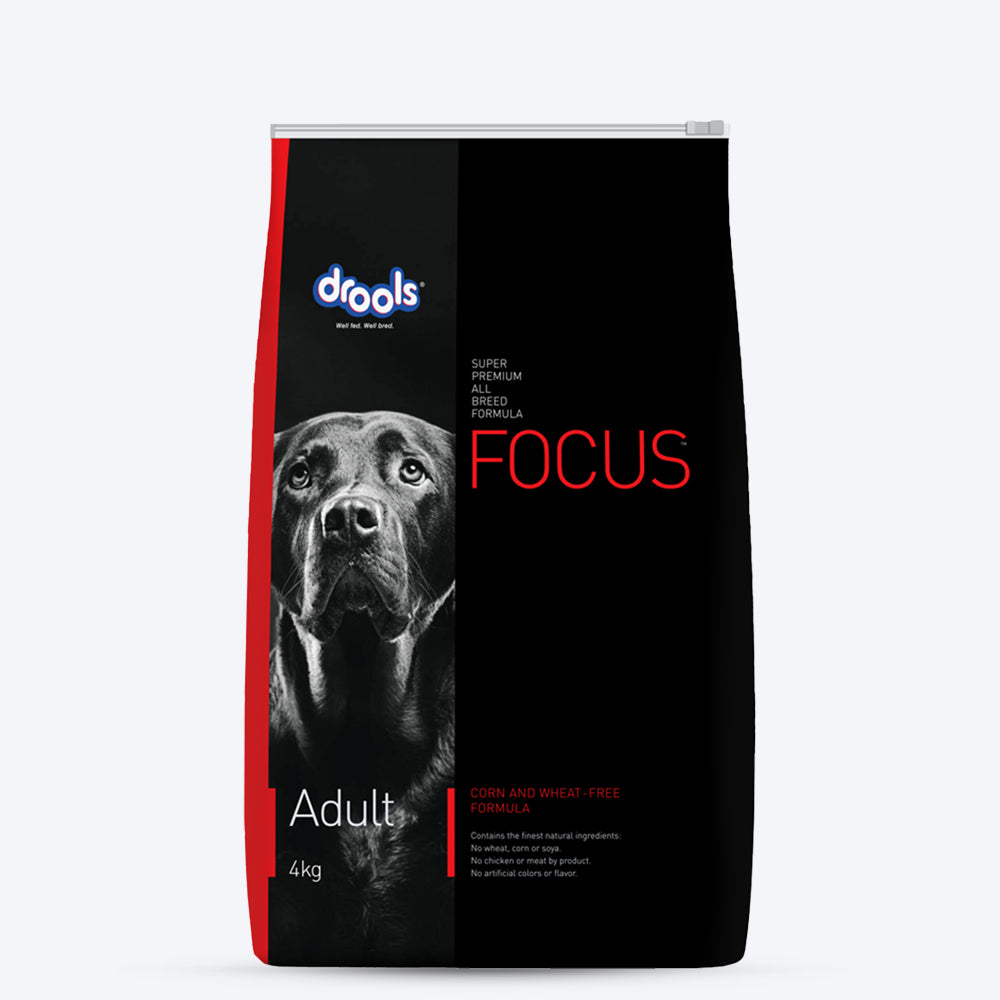 drools®
Well fed. Well bred.
SUPER
PREMIUM
ALL
BREED
FORMULA
FOCUS™
Adult
4kg
CORN AND WHEAT-FREE
FORMULA
Contains the finest natural ingredients:
No wheat, corn or soya.
No chicken or meat by product.
No artificial colors or flavor.